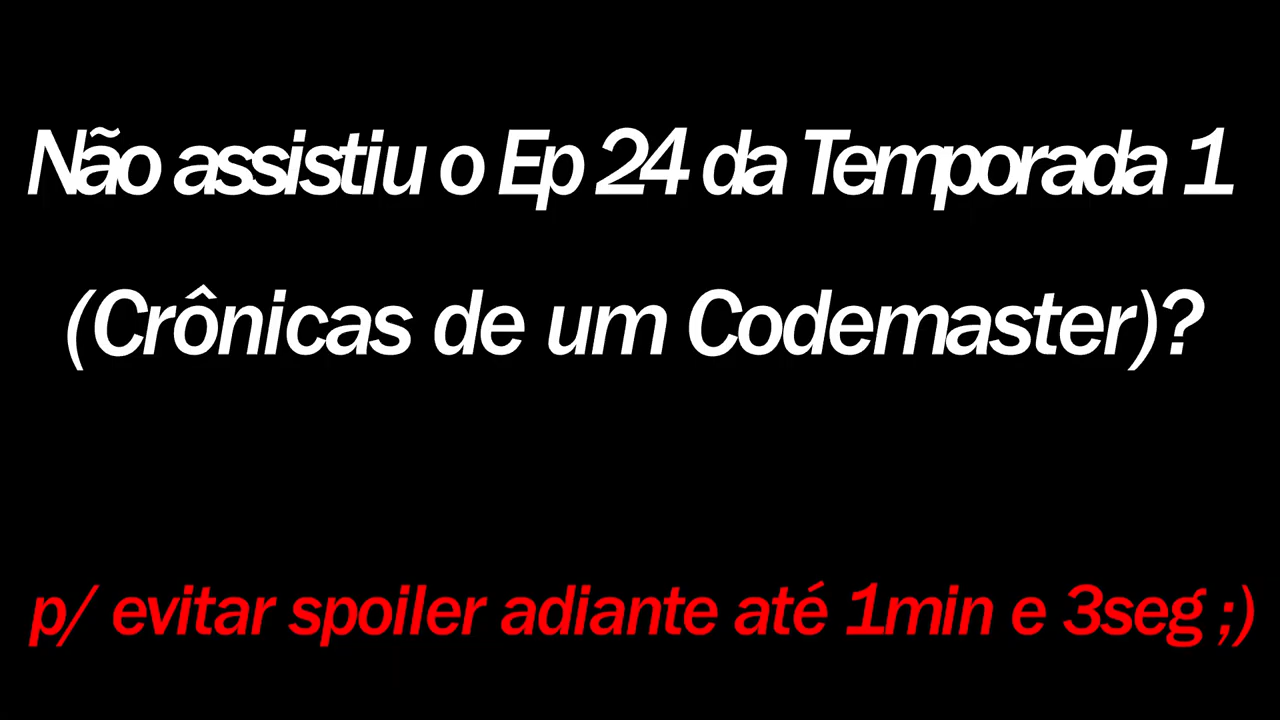 Não assistiu o Ep 24 da Temporada 1
(Crônicas de um Codemaster)?
p/ evitar spoiler adiante até 1min e 3seg ;)